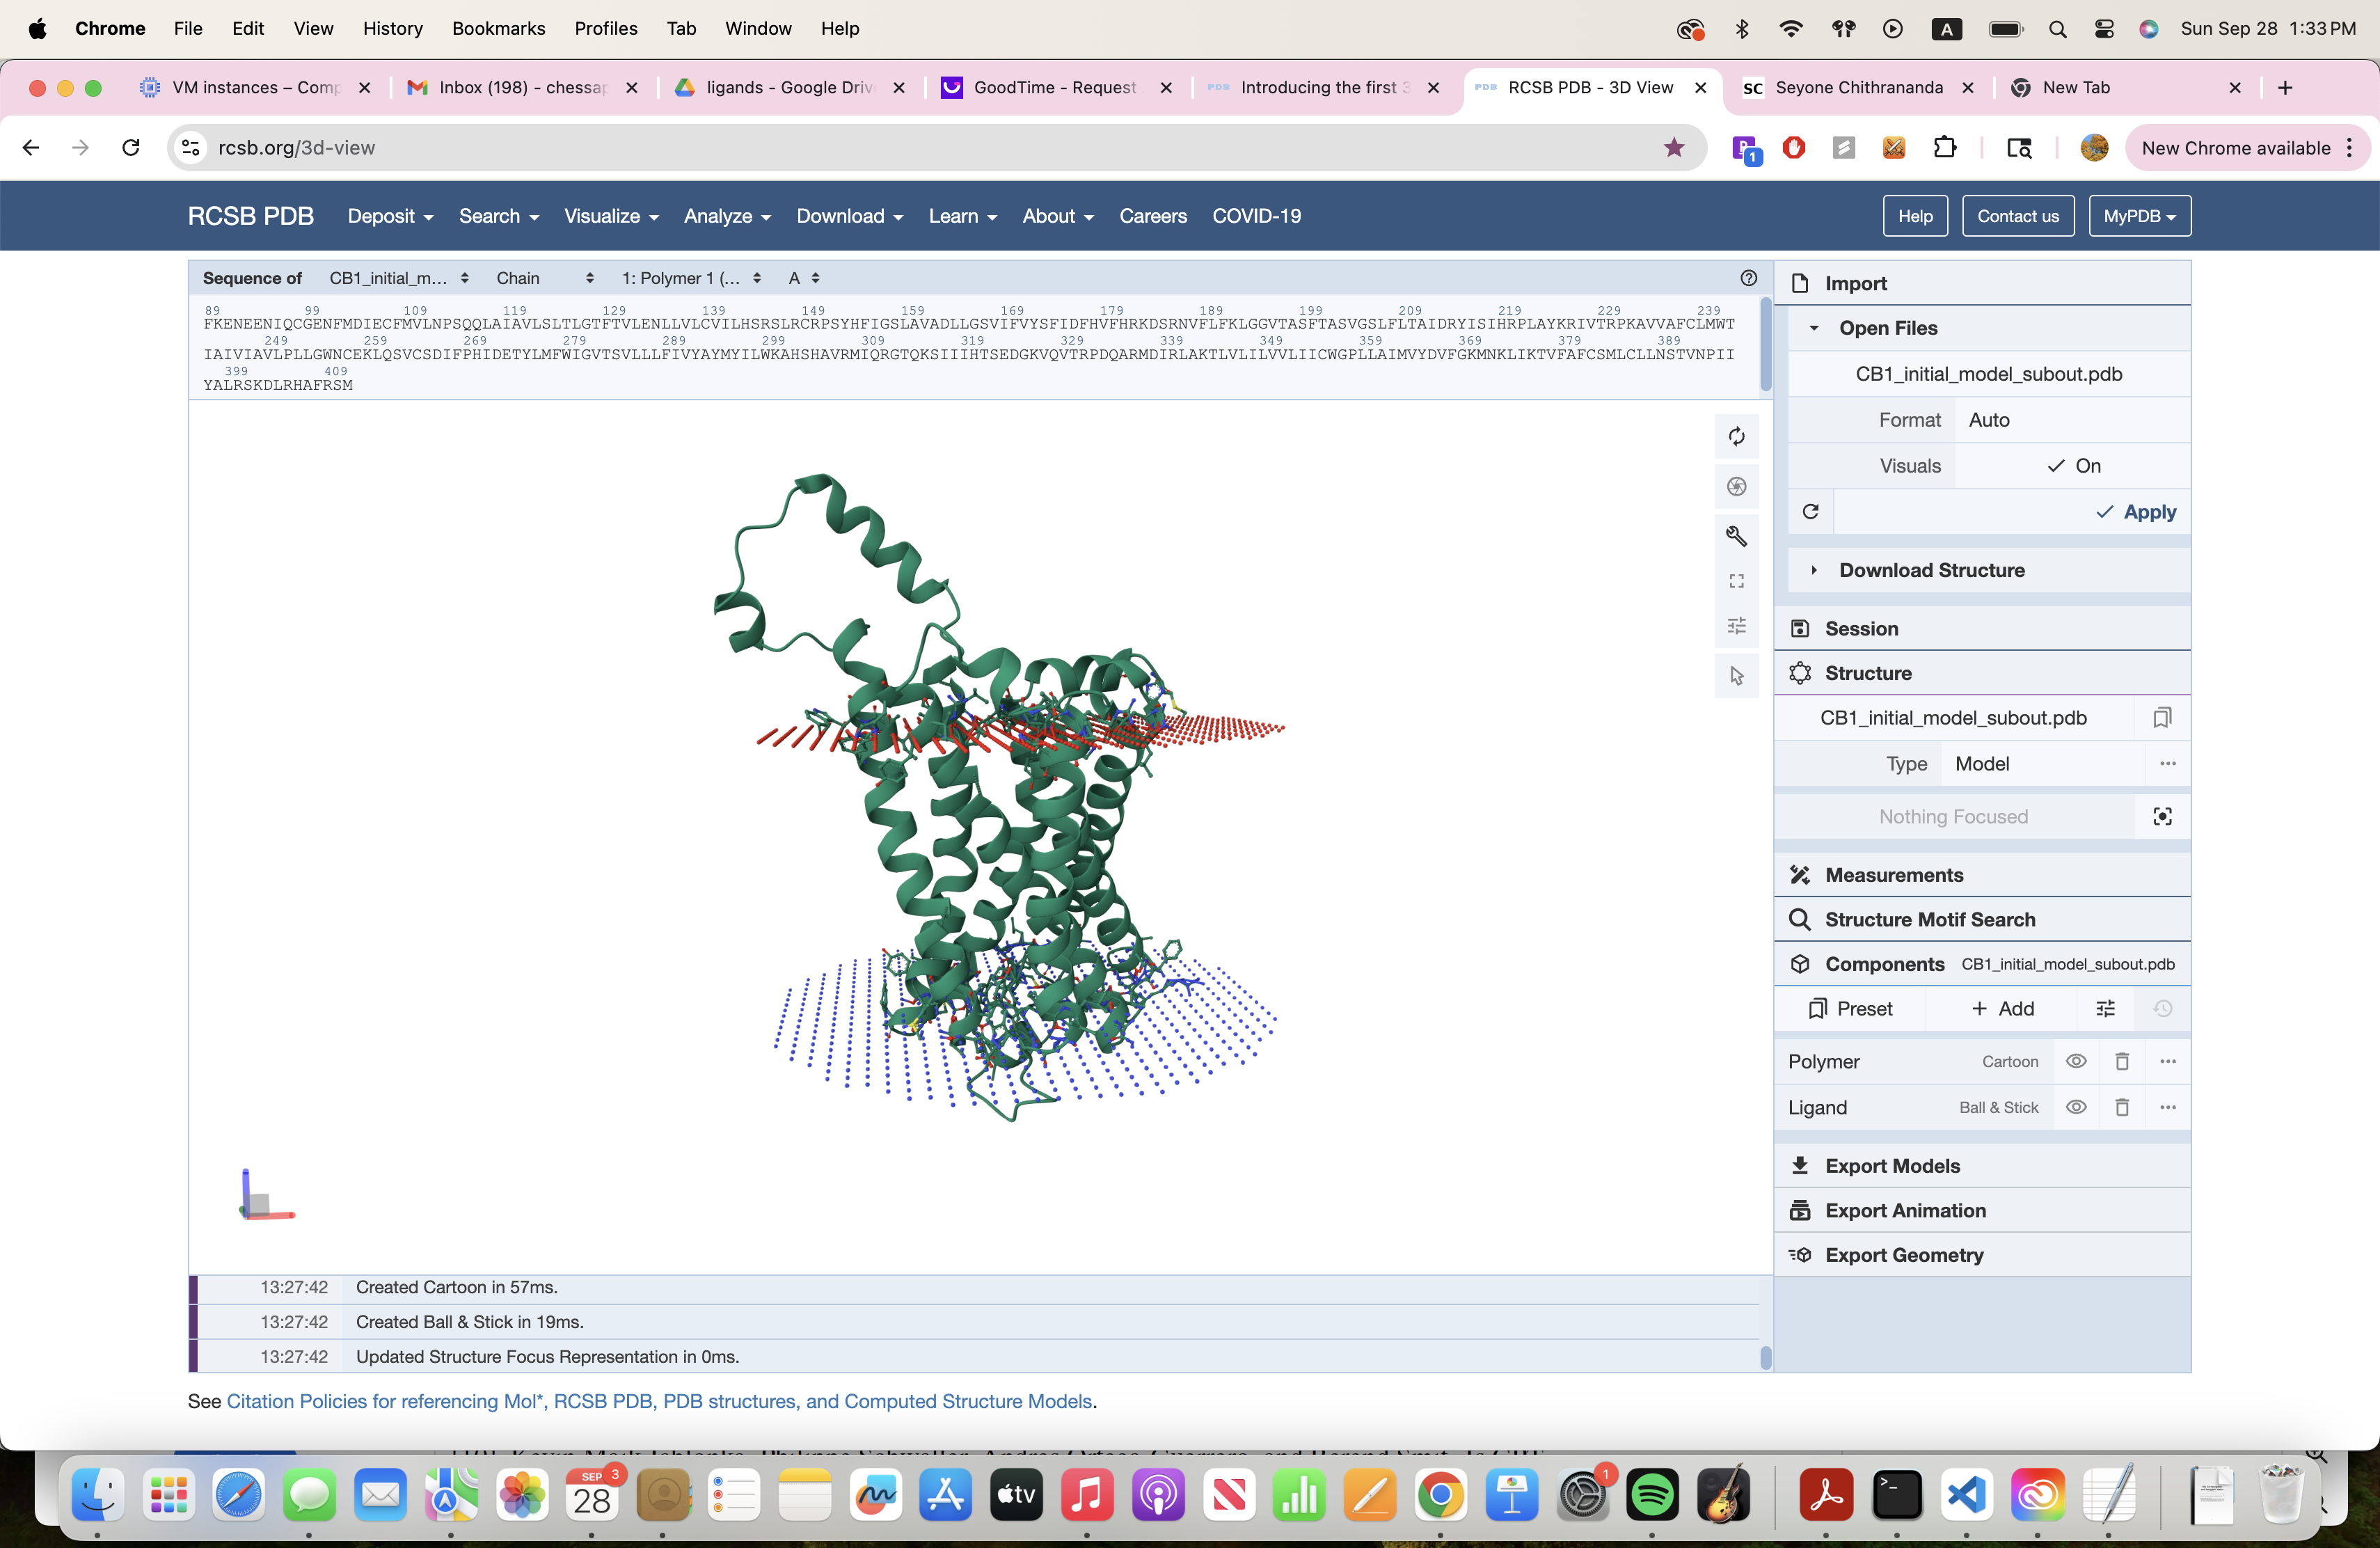 Chrome File Edit View History Bookmarks Profiles Tab Window Help A Sun Sep 28 1:33 PM
VM instances – Comp Inbox (198) - chessap ligands - Google Driv GoodTime - Request PDB Introducing the first 3 PDB RCSB PDB - 3D View SC Seyone Chithrananda New Tab
rcsb.org/3d-view 1 New Chrome available
RCSB PDB Deposit Search Visualize Analyze Download Learn About Careers COVID-19 Help Contact us MyPDB
Sequence of CB1_initial_m... Chain 1: Polymer 1 (... A
89 99 109 119 129 139 149 159 169 179 189 199 209 219 229 239
FKENEENIQCGENFMDIECFMVLNPSQQLAIAVLSLTLGTFTVLENLLVLCVILHSRSLRCRPSYHFIGSLAVADLLGSVIFVYSFIDFHVFHRKDSRNVFLFKLGGVTASFTASVGSLFLTAIDRYISIHRPLAYKRIVTRPKAVVAFCLMWT
249 259 269 279 289 299 309 319 329 339 349 359 369 379 389
IAIVIAVLPLLGWNCEKLQSVCSDIFPHIDETYLMFWIGVTSVLLLFIVYAYMYILWKAHSHAVRMIQRGTQKSIIIHTSEDGKVQVTRPDQARMDIRLAKTLVLILVVLIICWGPLLAIMVYDVFGKMNKLIKTVFAFCSMLCLLNSTVNPII
399 409
YALRSKDLRHAFRSM
Import
Open Files
CB1_initial_model_subout.pdb
Format Auto
Visuals On
Apply
Download Structure
Session
Structure
CB1_initial_model_subout.pdb
Type Model
Nothing Focused
Measurements
Structure Motif Search
Components CB1_initial_model_subout.pdb
Preset + Add
Polymer Cartoon
Ligand Ball & Stick
Export Models
Export Animation
Export Geometry
13:27:42 Created Cartoon in 57ms.
13:27:42 Created Ball & Stick in 19ms.
13:27:42 Updated Structure Focus Representation in 0ms.
See Citation Policies for referencing Mol*, RCSB PDB, PDB structures, and Computed Structure Models.
SEP 3
28
tv
1